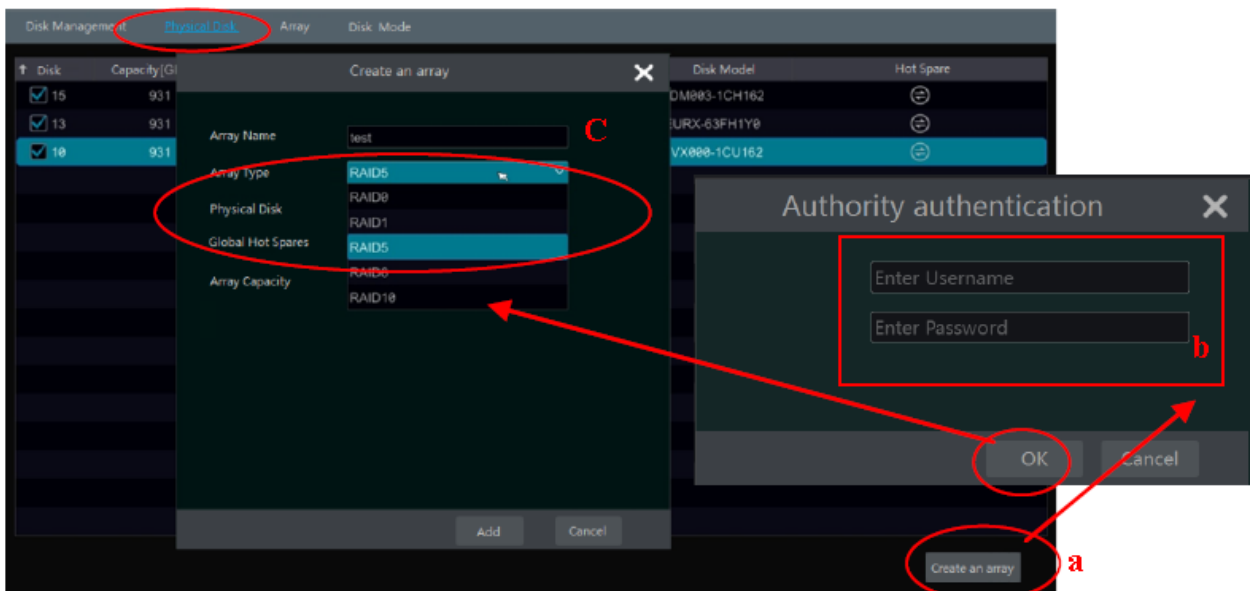 Disk Management Physical Disk Array Disk Mode
Disk Capacity[GB Disk Model Hot Spare
15 931 DM003-1CH162
13 931 EURX-63FH1Y0
10 931 VX000-1CU162
Create an array
Array Name test
C
Array Type RAID5
RAID0
Physical Disk
RAID1
Global Hot Spares RAID5
RAID6
Array Capacity
RAID10
Add Cancel
Authority authentication
Enter Username
Enter Password
b
OK Cancel
Create an array a